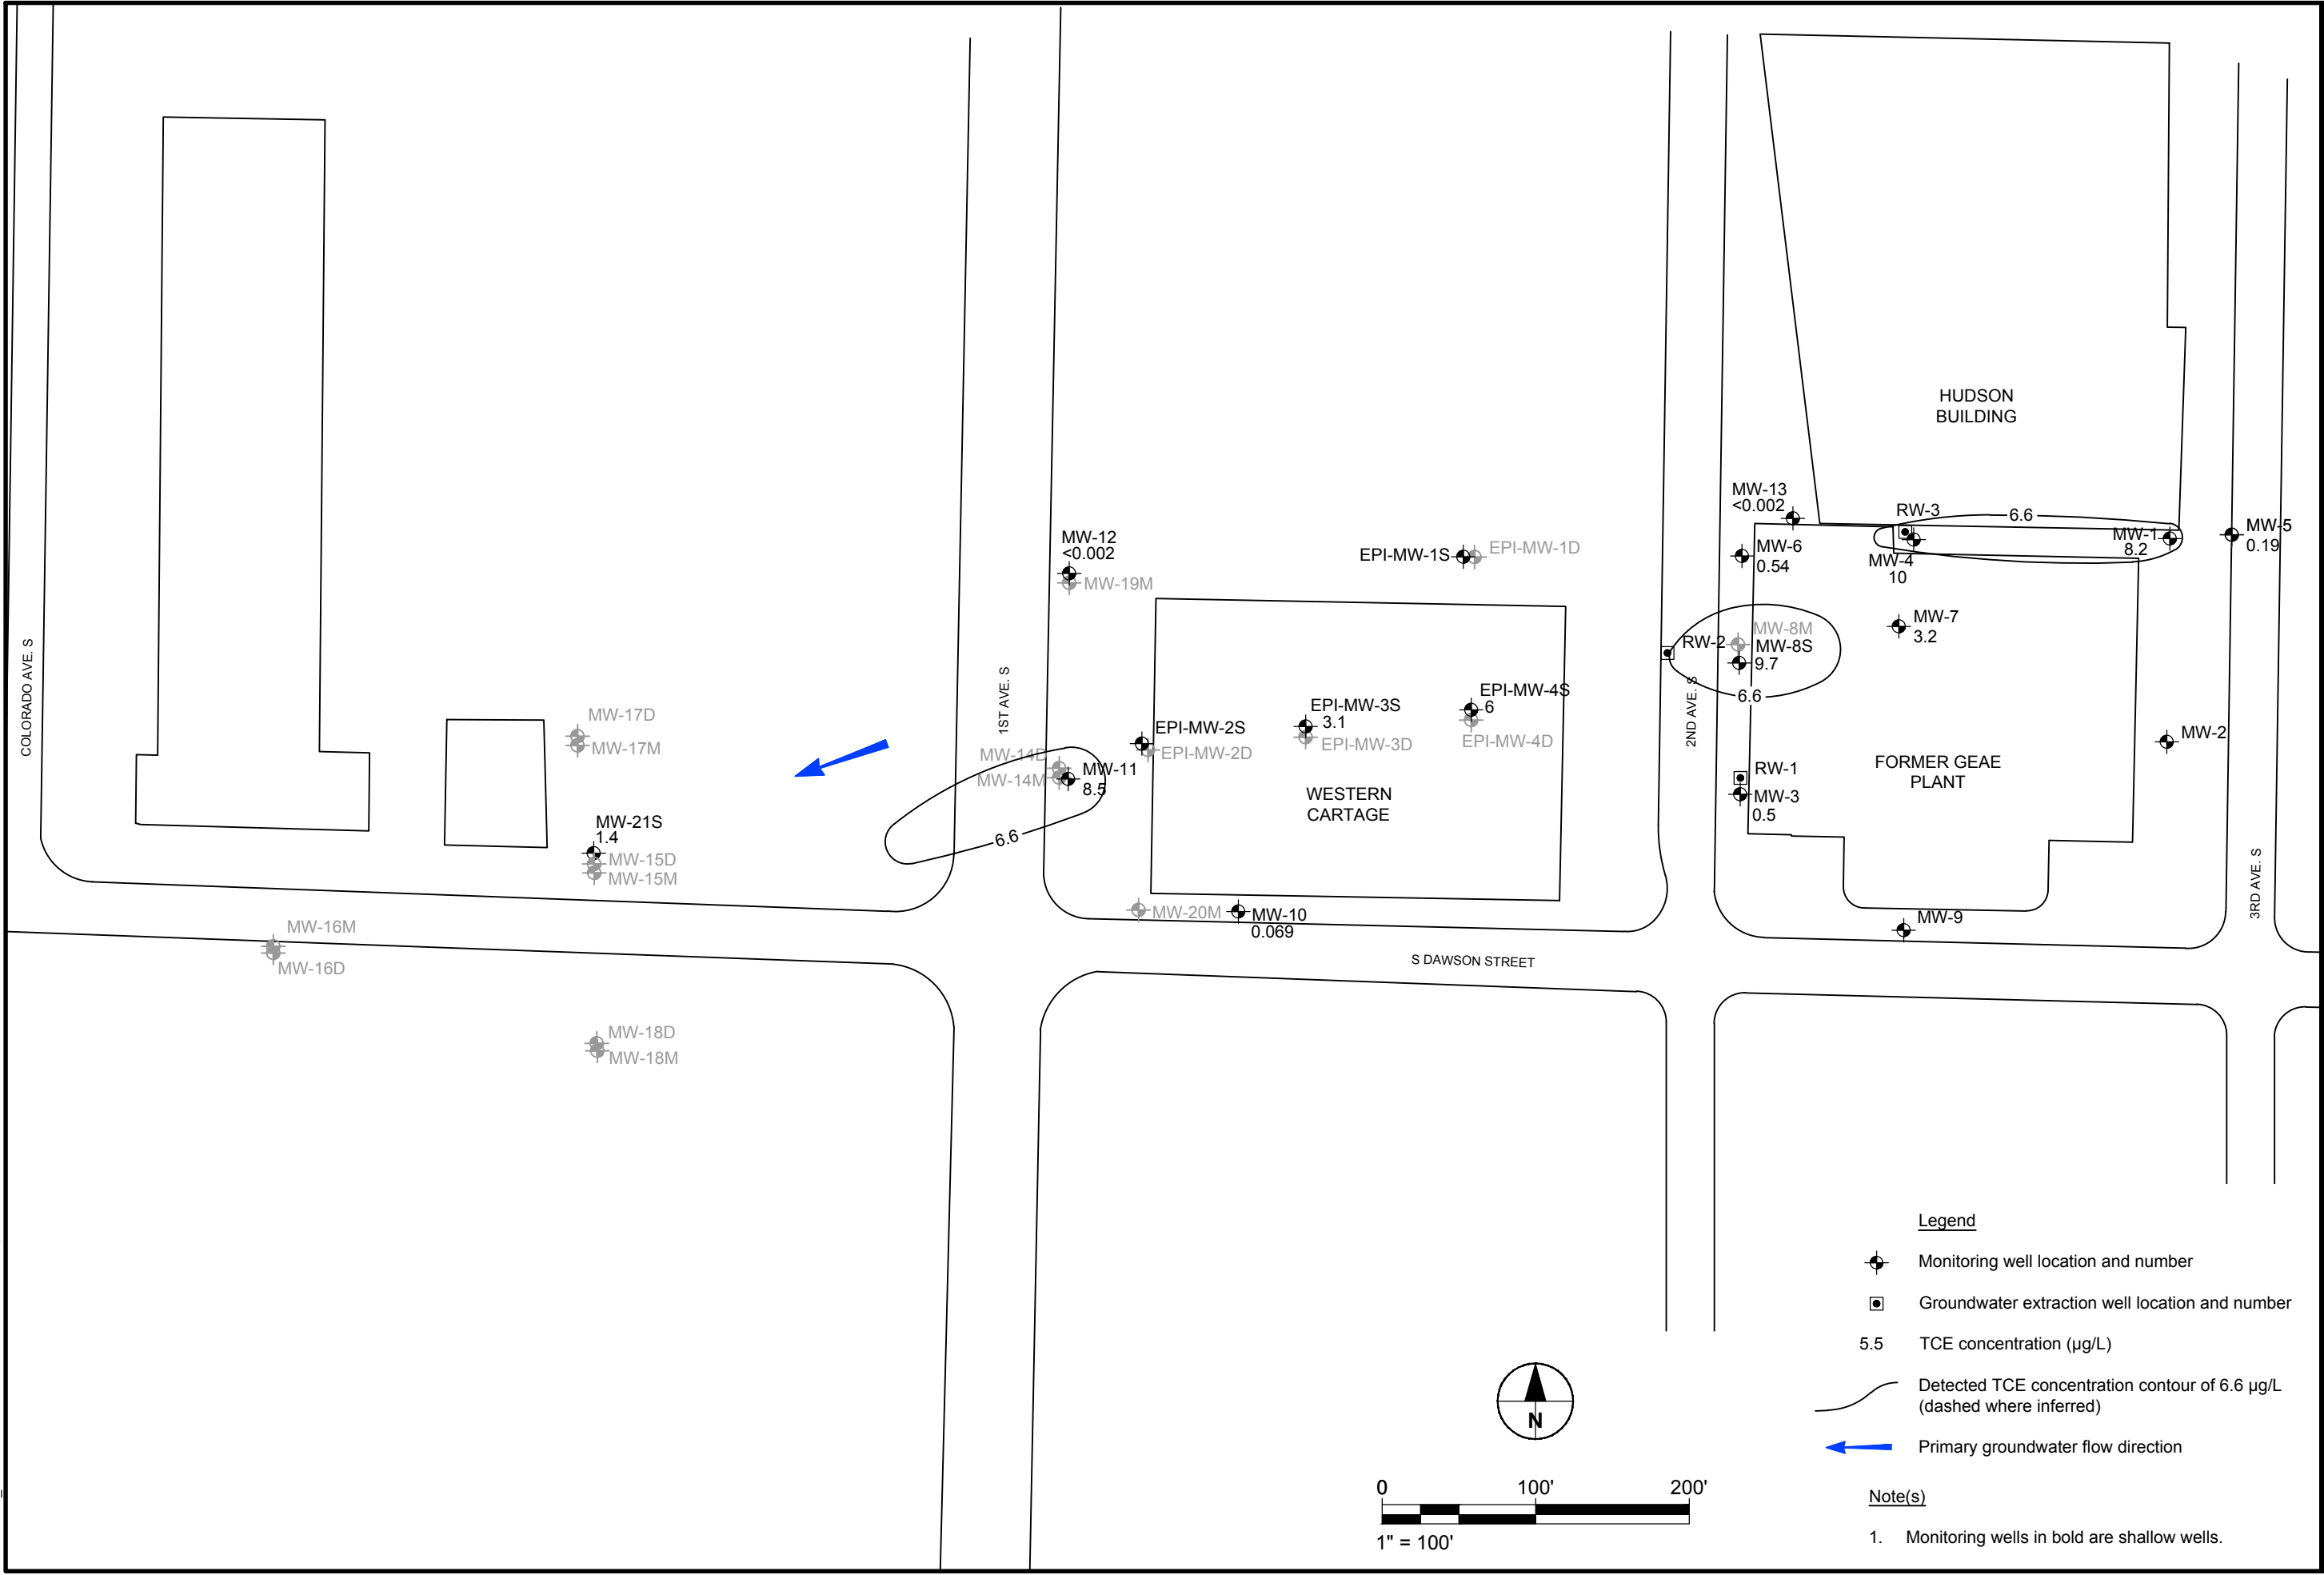 HUDSON
BUILDING
MW-13
<0.002
RW-3
6.6
MW-1
8.2
MW-5
0.19
MW-12
<0.002
MW-19M
EPI-MW-1S
EPI-MW-1D
MW-6
0.54
MW-4
10
MW-7
3.2
RW-2
MW-8M
MW-8S
9.7
6.6
COLORADO AVE. S
1ST AVE. S
2ND AVE. S
3RD AVE. S
MW-17D
MW-17M
EPI-MW-2S
EPI-MW-2D
EPI-MW-3S
3.1
EPI-MW-3D
EPI-MW-4S
6
EPI-MW-4D
MW-2
MW-14D
MW-14M
MW-11
8.5
6.6
WESTERN
CARTAGE
RW-1
MW-3
0.5
FORMER GEAE
PLANT
MW-21S
1.4
MW-15D
MW-15M
MW-20M
MW-10
0.069
MW-9
S DAWSON STREET
MW-16M
MW-16D
MW-18D
MW-18M
Legend
Monitoring well location and number
Groundwater extraction well location and number
5.5 TCE concentration (µg/L)
Detected TCE concentration contour of 6.6 µg/L
(dashed where inferred)
Primary groundwater flow direction
N
0 100' 200'
1" = 100'
Note(s)
1. Monitoring wells in bold are shallow wells.